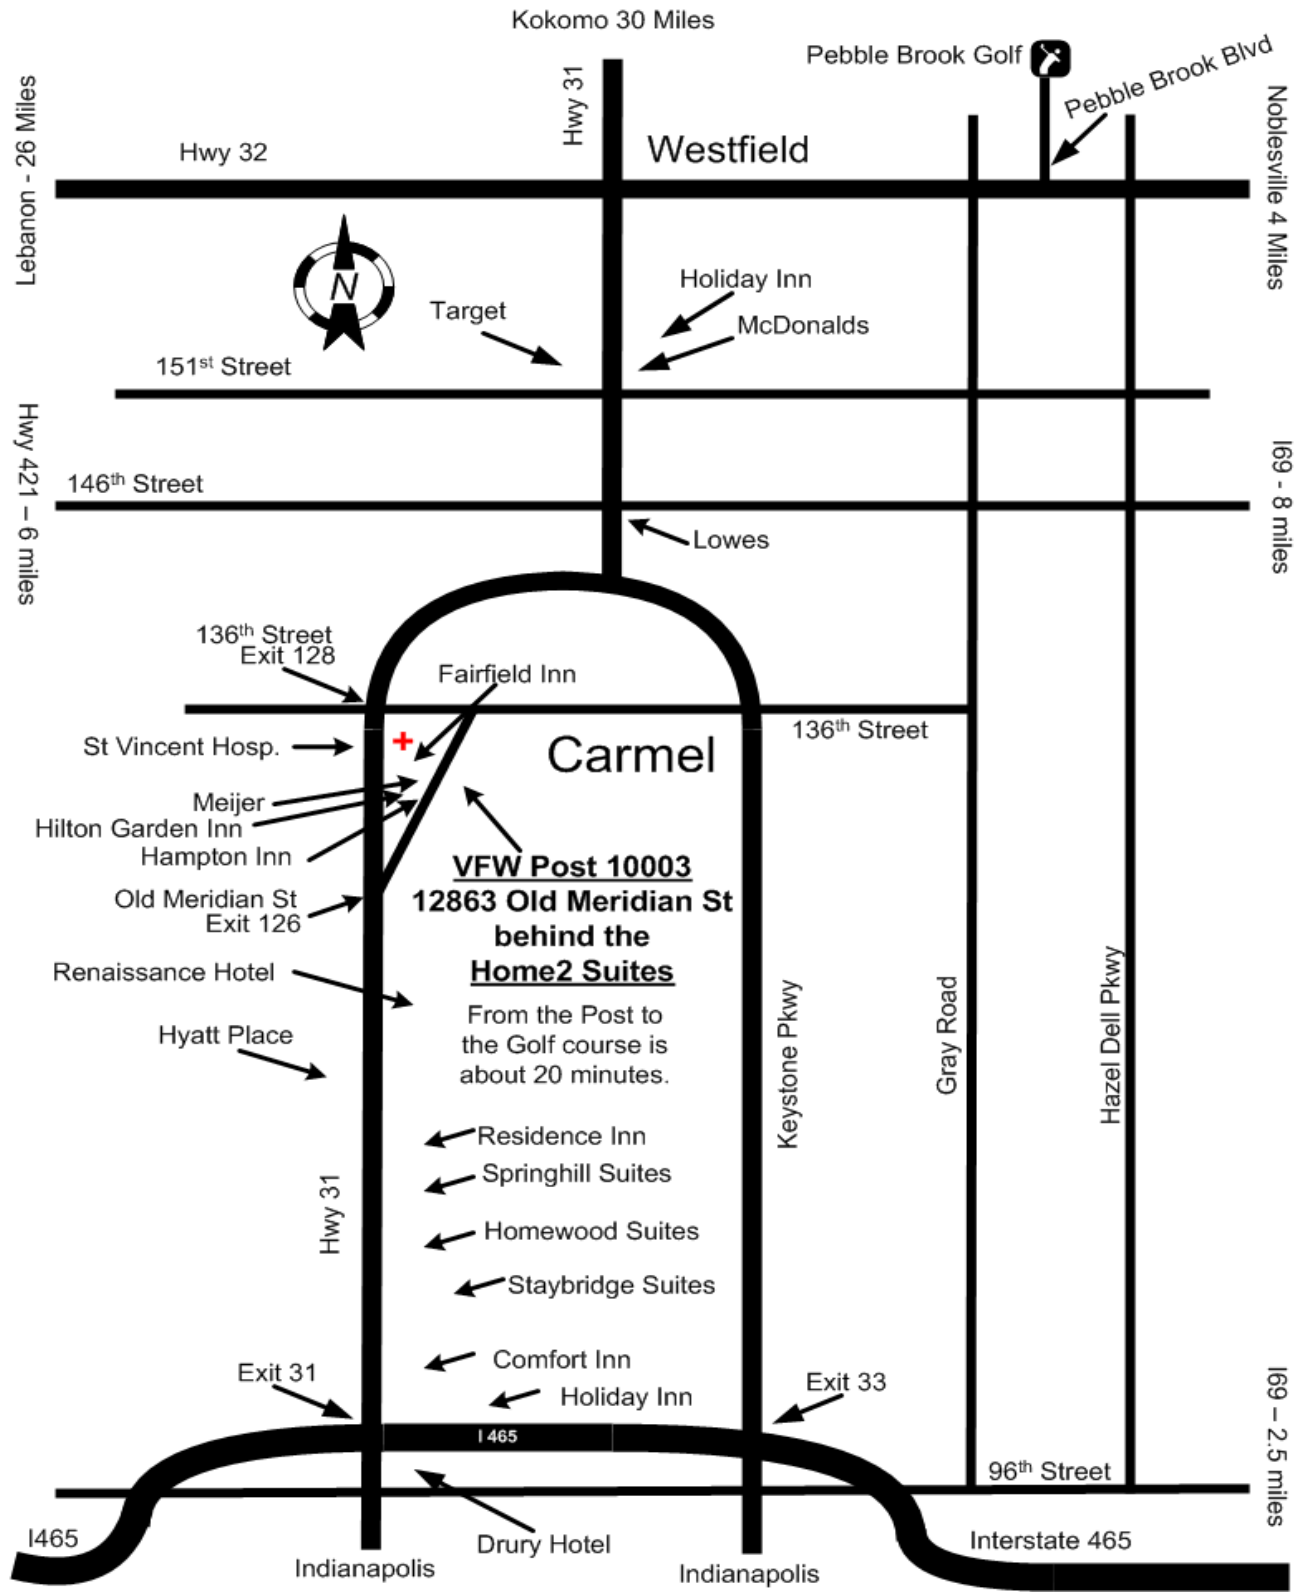 Kokomo 30 Miles
Pebble Brook Golf
Pebble Brook Blvd
Hwy 31
Lebanon - 26 Miles
Hwy 32
Westfield
Noblesville 4 Miles
N
Holiday Inn
Target
McDonalds
151st Street
Hwy 421 – 6 miles
146th Street
I69 - 8 miles
Lowes
136th Street
Exit 128
Fairfield Inn
136th Street
St Vincent Hosp.
Carmel
Meijer
Hilton Garden Inn
Hampton Inn
VFW Post 10003
12863 Old Meridian St
behind the
Home2 Suites
Old Meridian St
Exit 126
Renaissance Hotel
From the Post to
the Golf course is
about 20 minutes.
Hyatt Place
Keystone Pkwy
Gray Road
Hazel Dell Pkwy
Residence Inn
Springhill Suites
Hwy 31
Homewood Suites
Staybridge Suites
Comfort Inn
Exit 31
Holiday Inn
Exit 33
I69 – 2.5 miles
I 465
96th Street
I465
Drury Hotel
Interstate 465
Indianapolis
Indianapolis